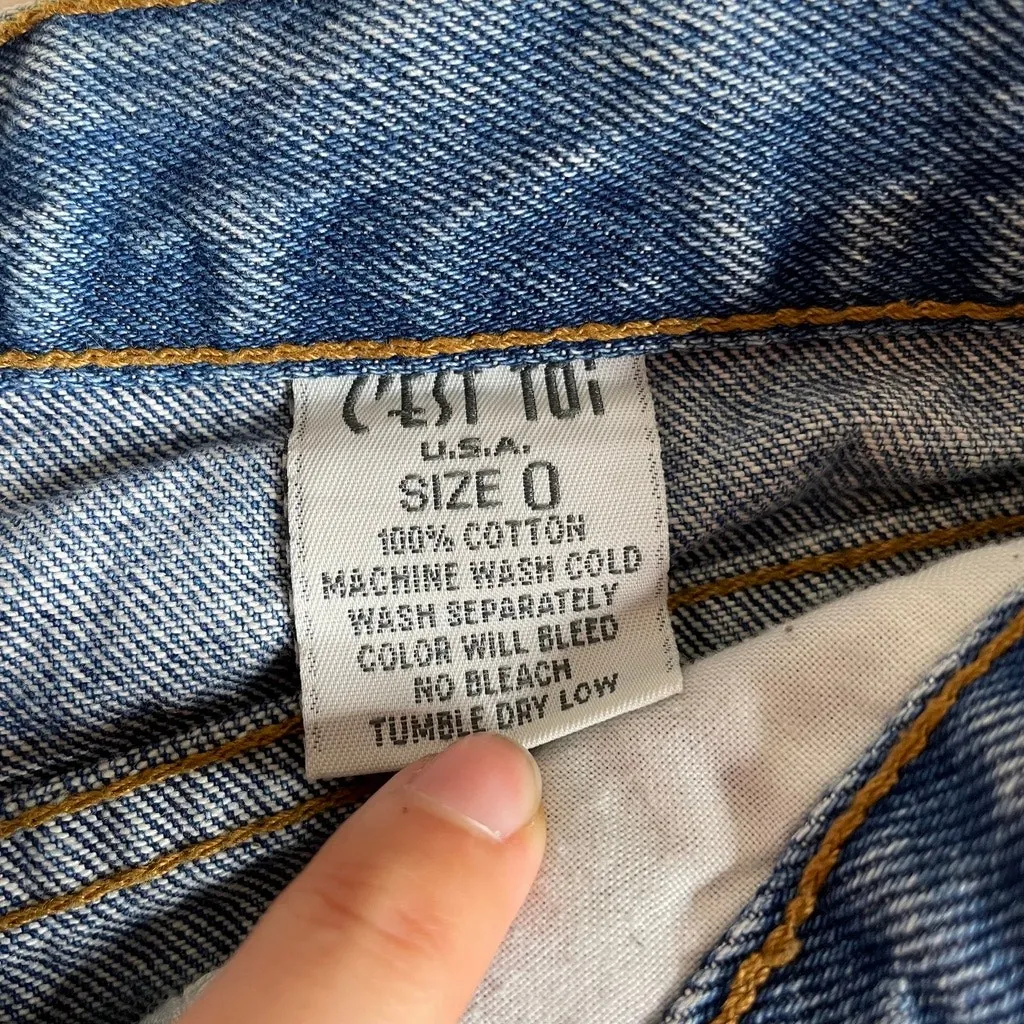 C'EST TOi
U.S.A.
SIZE 0
100% COTTON
MACHINE WASH COLD
WASH SEPARATELY
COLOR WILL BLEED
NO BLEACH
TUMBLE DRY LOW